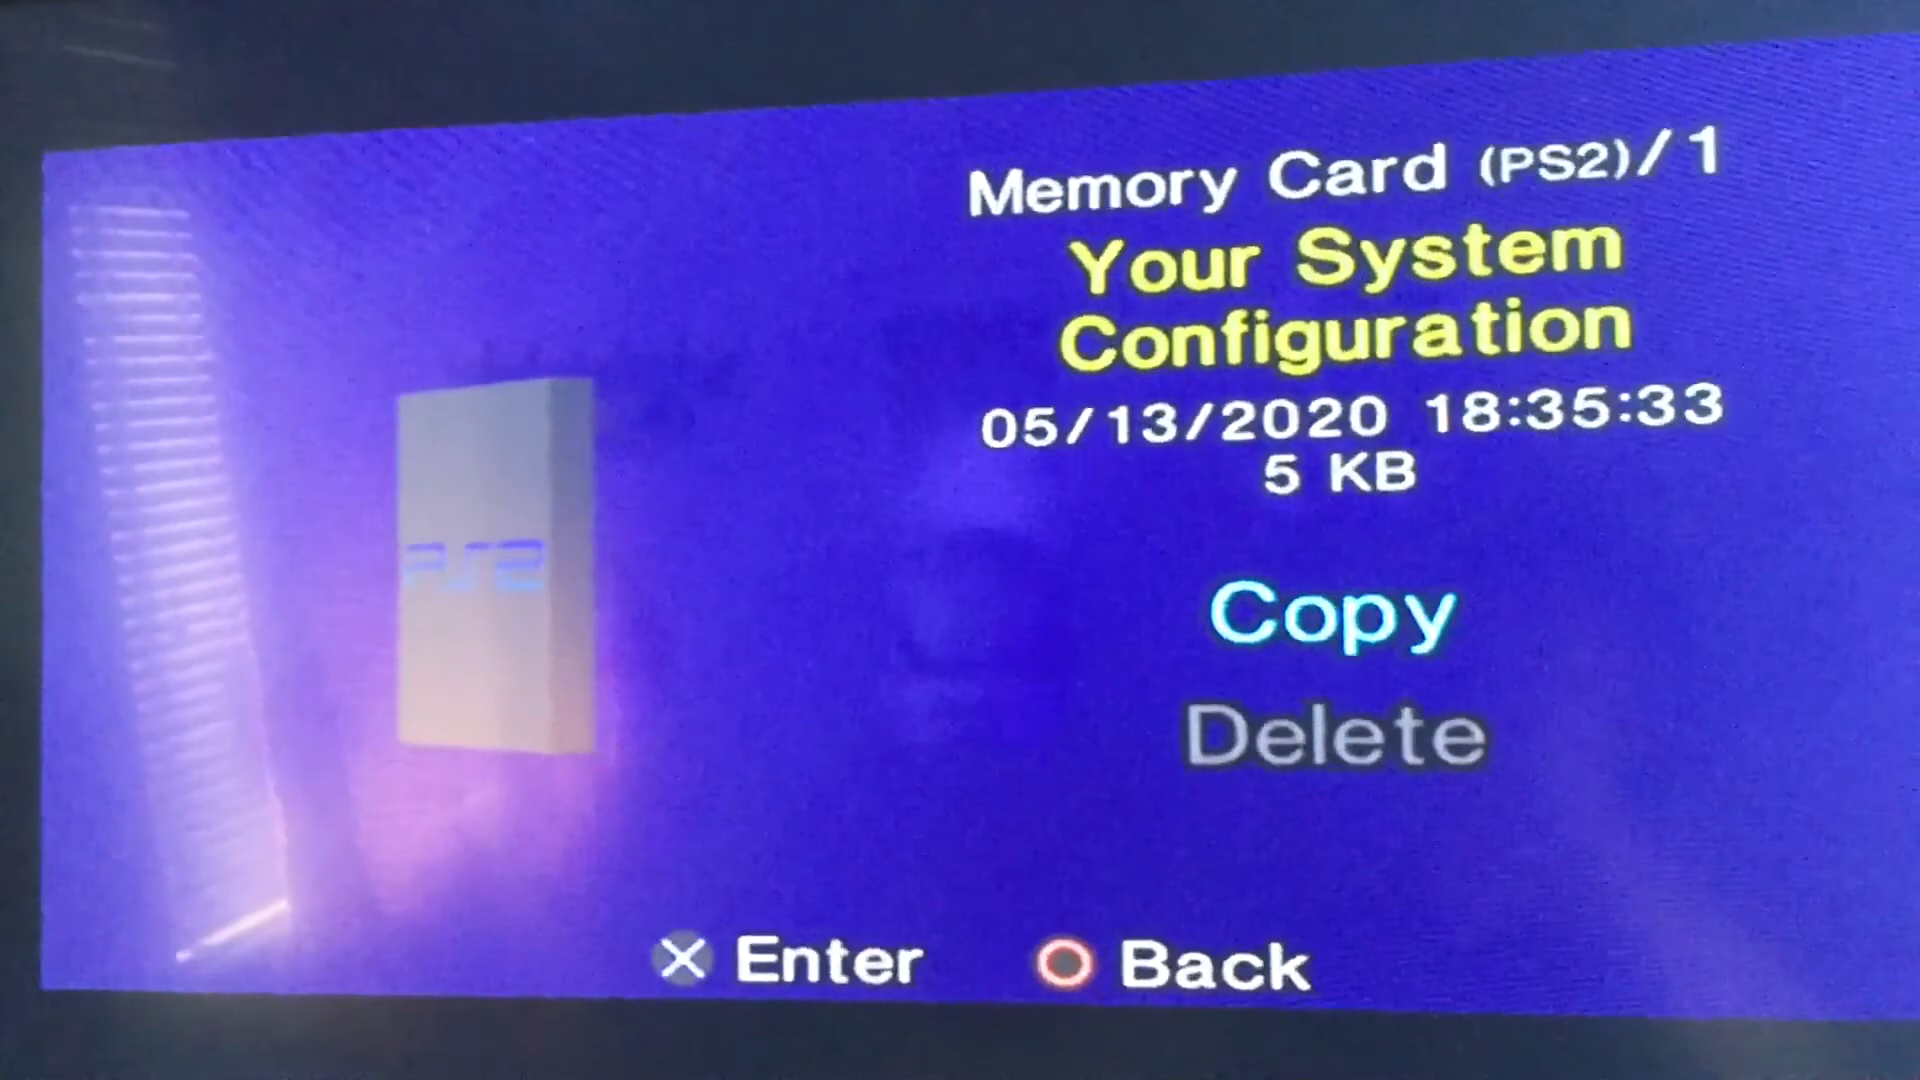 Memory Card (PS2)/1
Your System
Configuration
05/13/2020 18:35:33
5 KB
PS2
Copy
Delete
Enter
Back